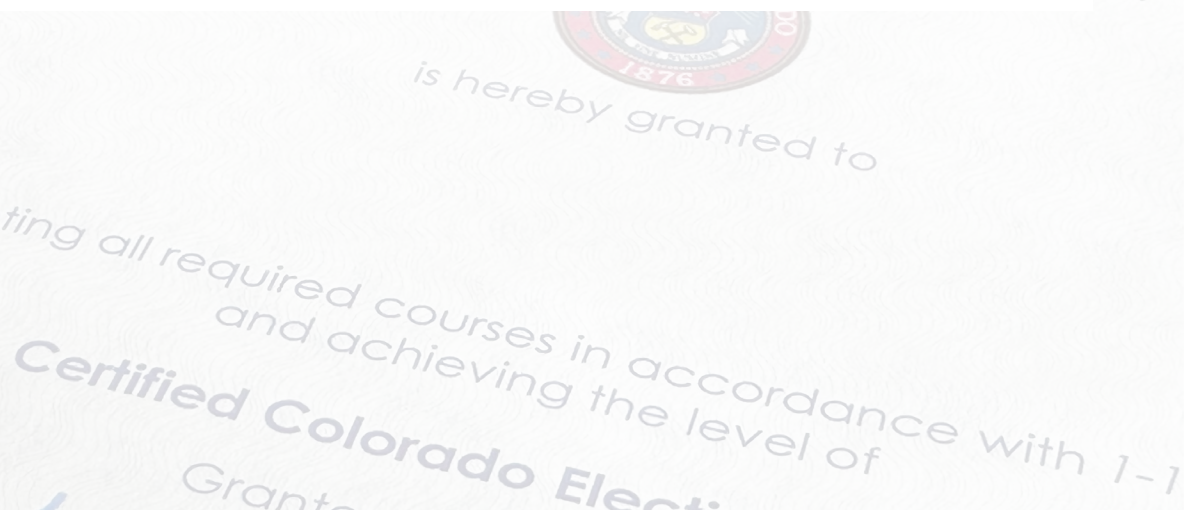 1876
is hereby granted to
ting all required courses in accordance with 1-1
and achieving the level of
Certified Colorado Electi
Grante